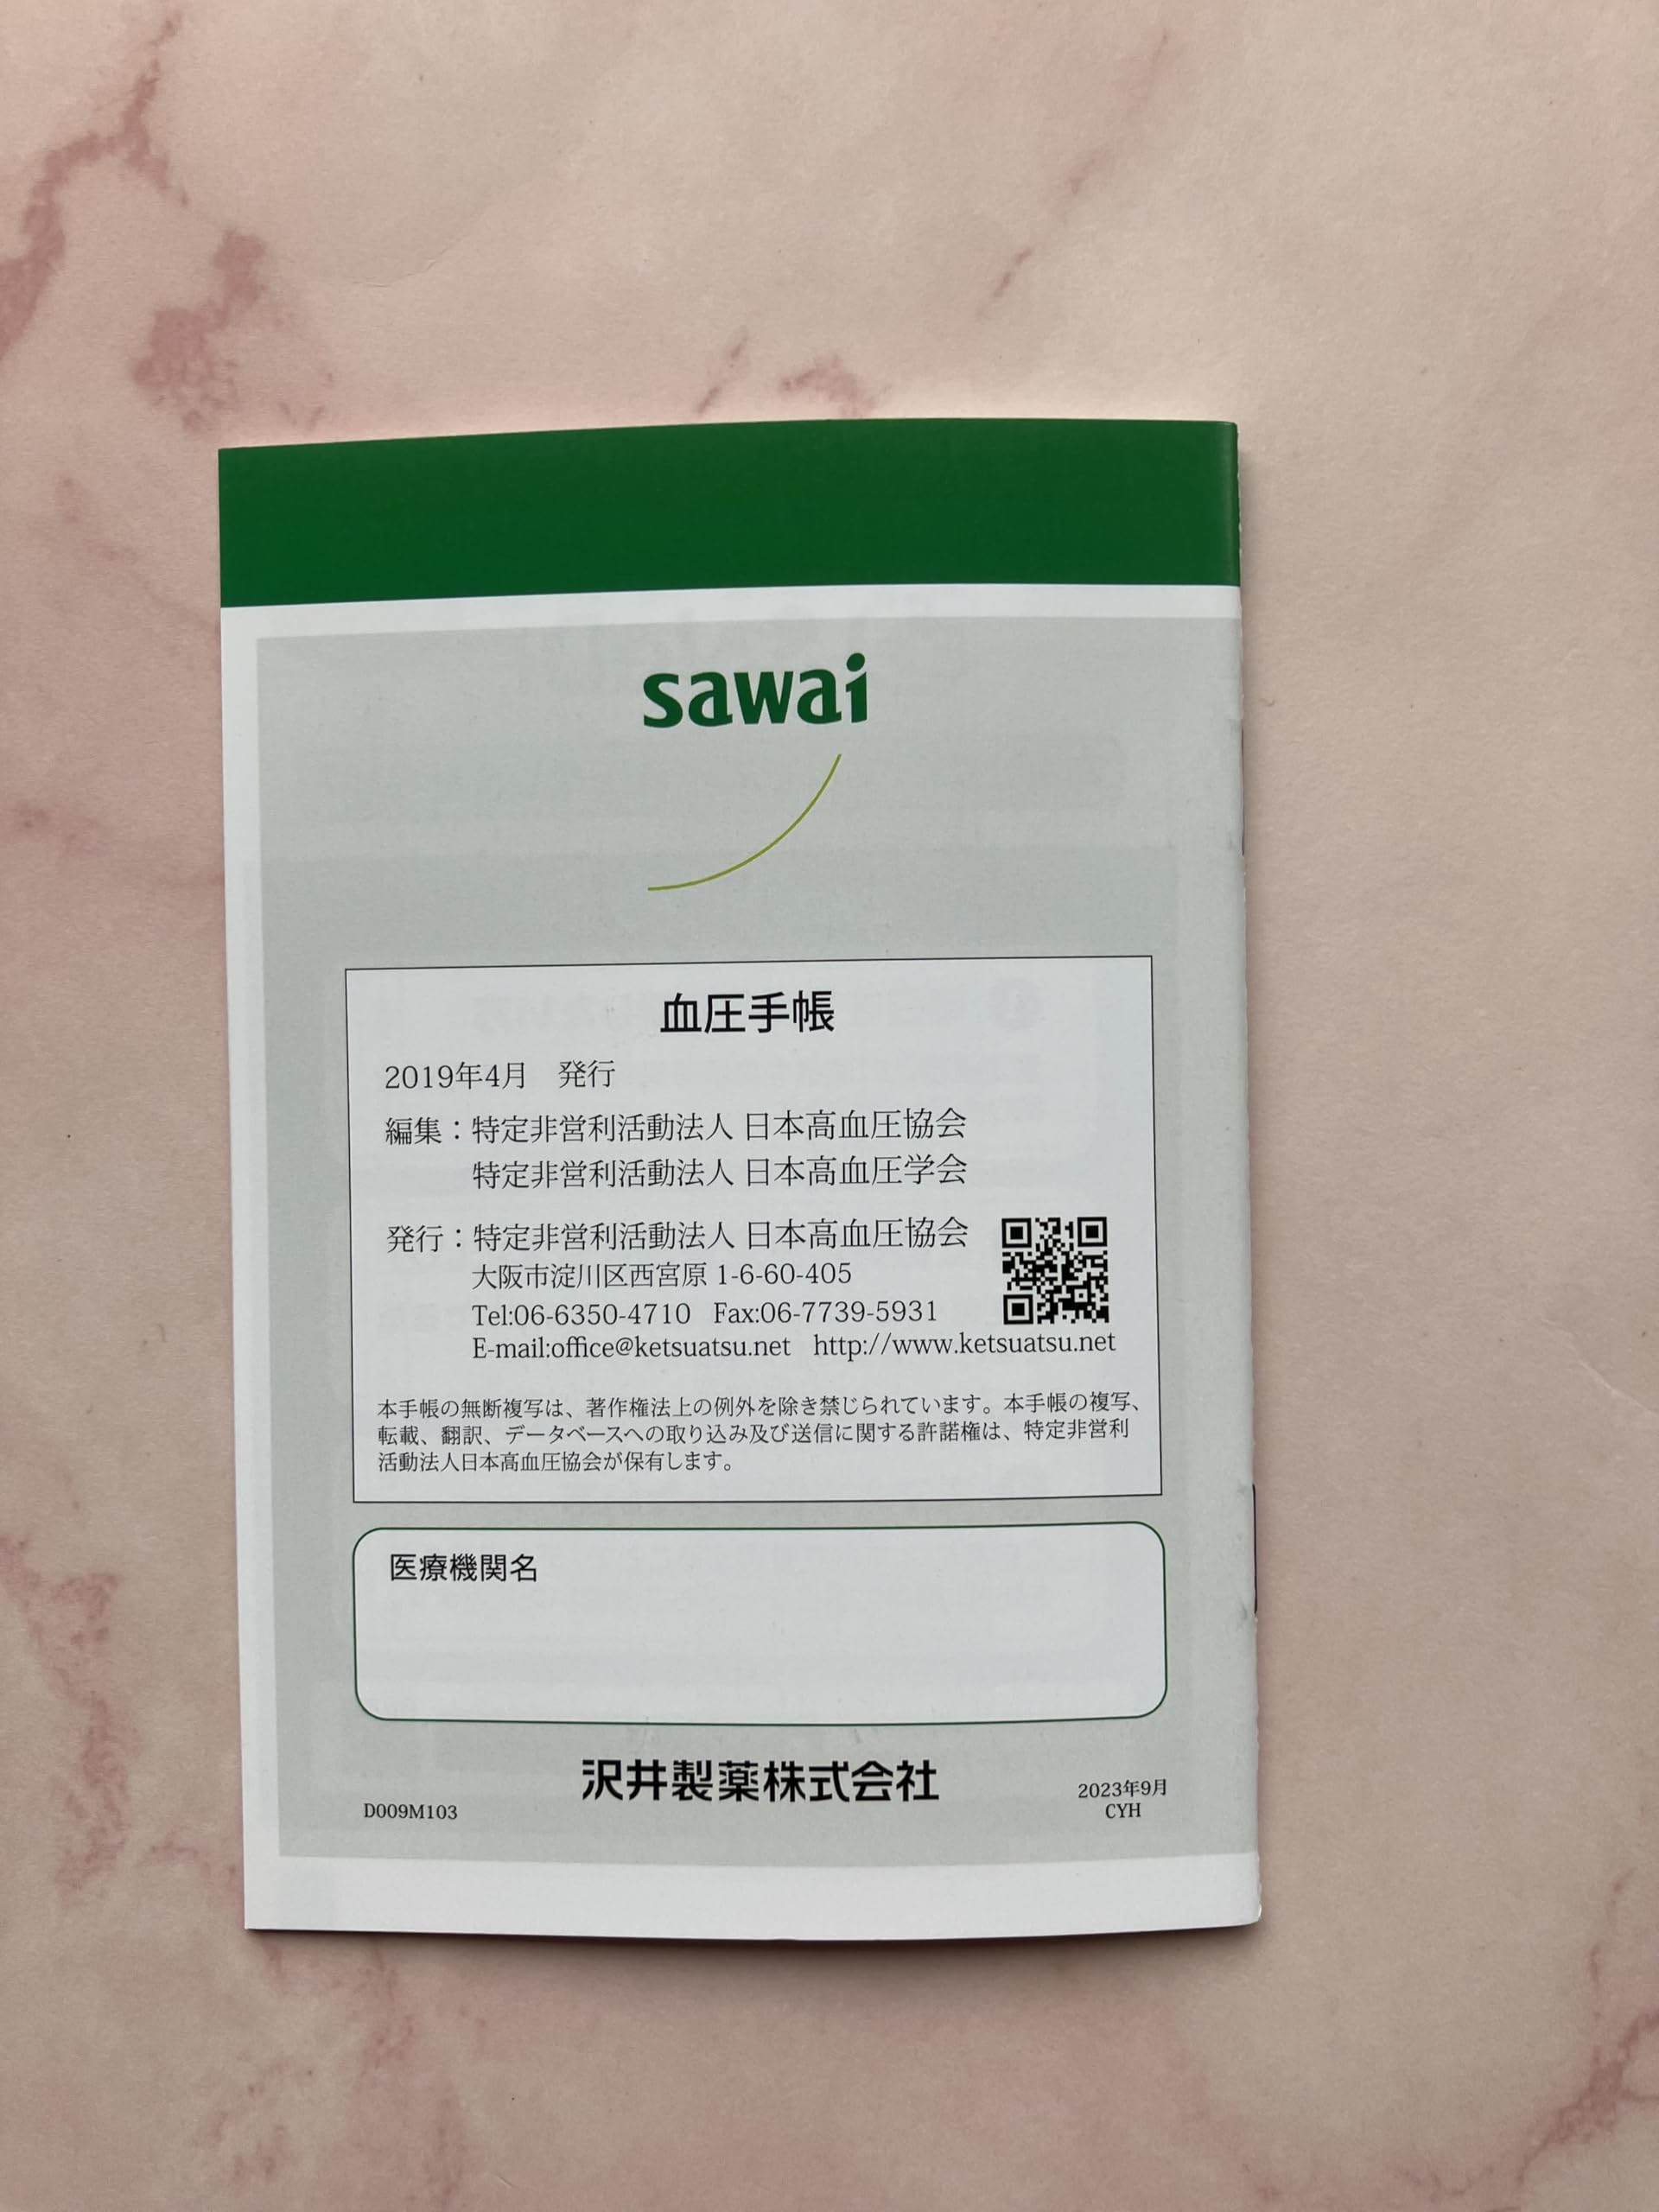 sawai
血圧手帳
2019年4月 発行
編集：特定非営利活動法人 日本高血圧協会
特定非営利活動法人 日本高血圧学会
発行：特定非営利活動法人 日本高血圧協会
大阪市淀川区西宮原 1-6-60-405
Tel:06-6350-4710 Fax:06-7739-5931
E-mail:office@ketsuatsu.net http://www.ketsuatsu.net
本手帳の無断複写は、著作権法上の例外を除き禁じられています。本手帳の複写、
転載、翻訳、データベースへの取り込み及び送信に関する許諾権は、特定非営利
活動法人日本高血圧協会が保有します。
医療機関名
沢井製薬株式会社
D009M103
2023年9月
CYH